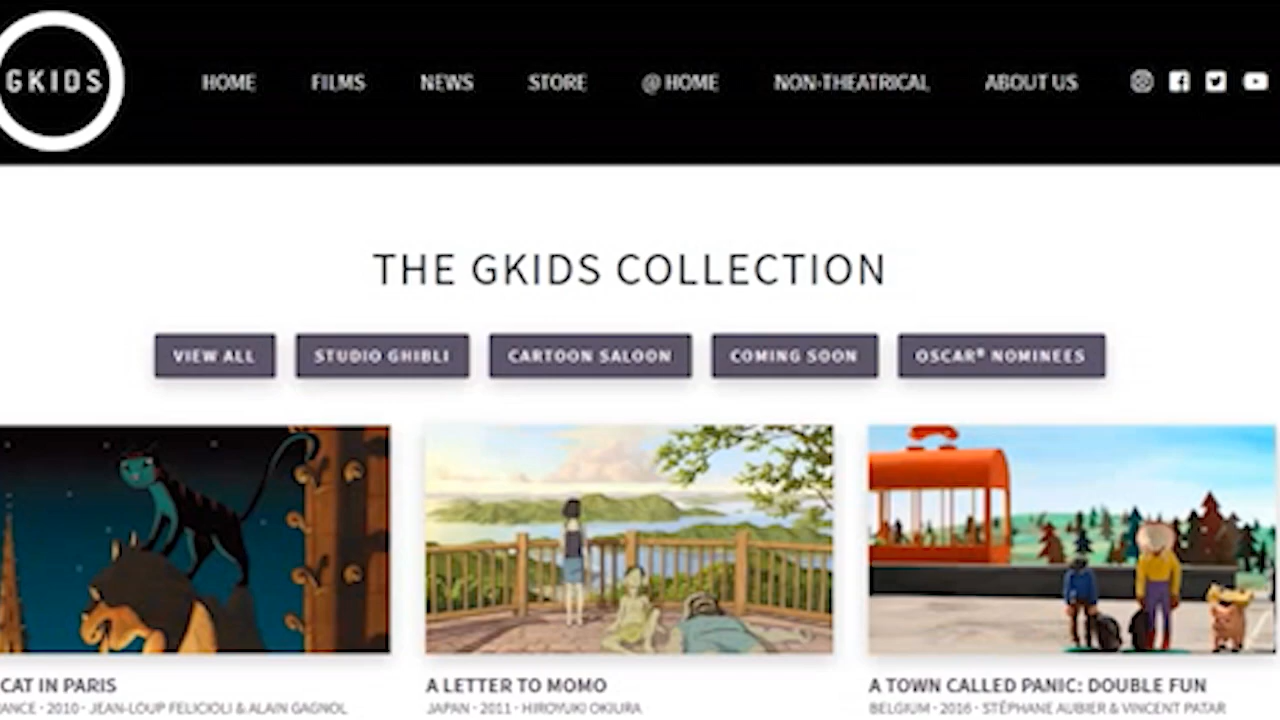 GKIDS
HOME FILMS NEWS STORE @ HOME NON-THEATRICAL ABOUT US
THE GKIDS COLLECTION
VIEW ALL STUDIO GHIBLI CARTOON SALOON COMING SOON OSCAR® NOMINEES
CAT IN PARIS A LETTER TO MOMO A TOWN CALLED PANIC: DOUBLE FUN
ANCE · 2010 · JEAN-LOUP FELICIOLI & ALAIN GAGNOL JAPAN · 2011 · HIROYUKI OKIURA BELGIUM · 2016 · STÉPHANE AUBIER & VINCENT PATAR